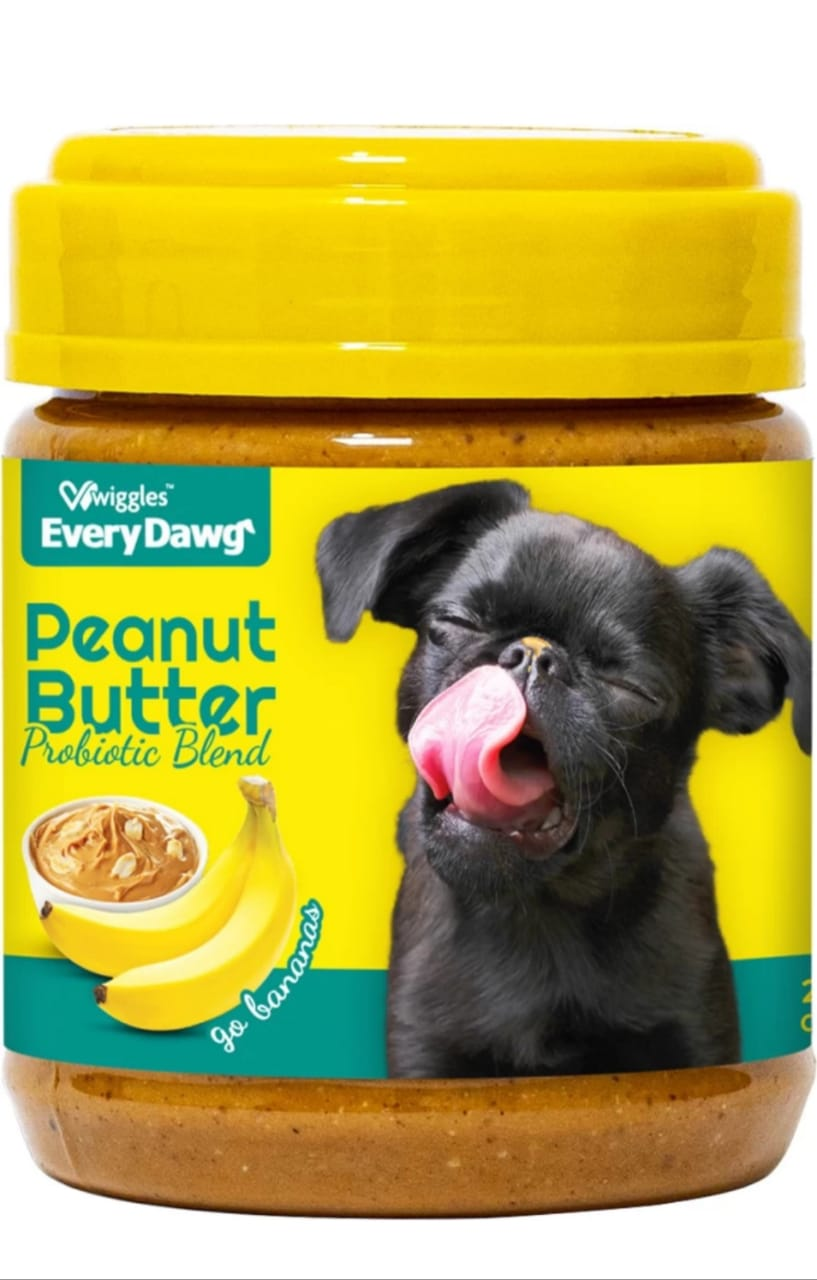 wiggles™
EveryDawg
Peanut
Butter
Probiotic Blend
go bananas